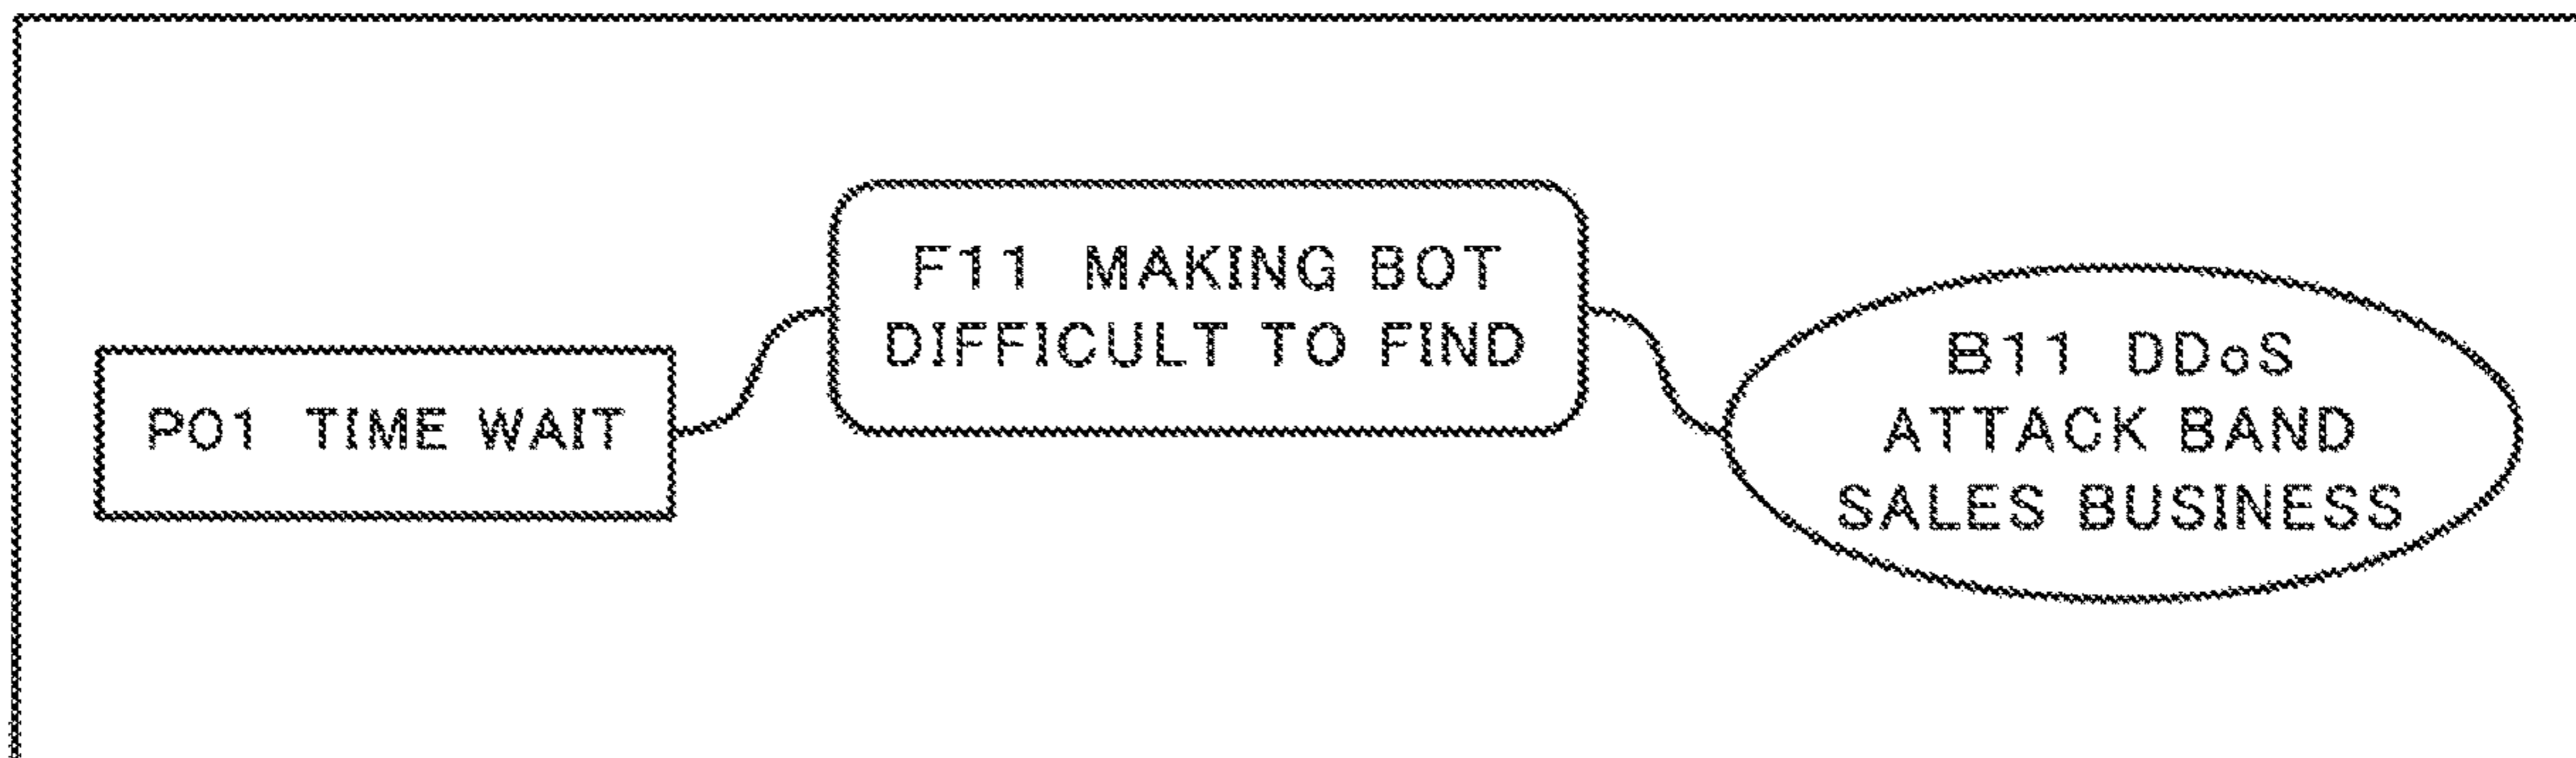 P01 TIME WAIT
F11 MAKING BOT
DIFFICULT TO FIND
B11 DDoS
ATTACK BAND
SALES BUSINESS